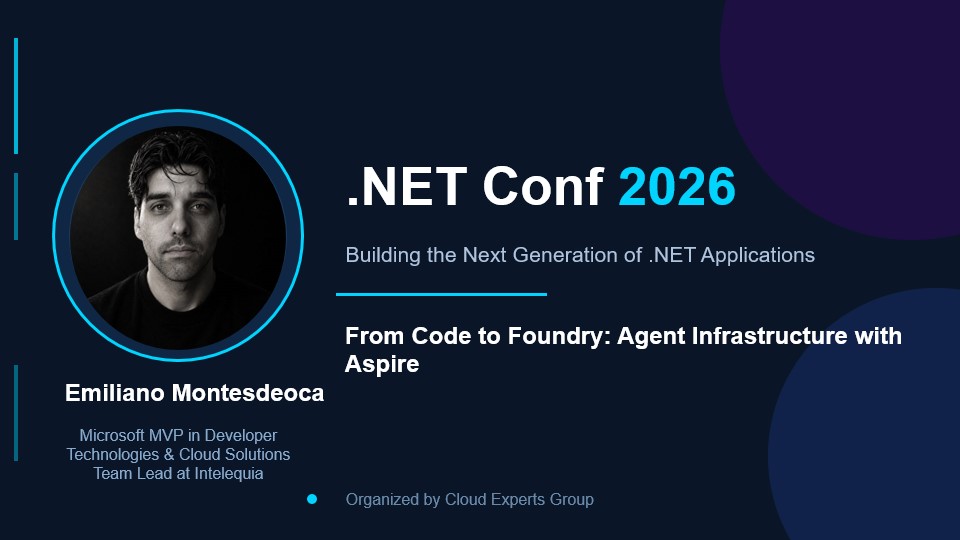 .NET Conf 2026
Building the Next Generation of .NET Applications
From Code to Foundry: Agent Infrastructure with
Aspire
Emiliano Montesdeoca
Microsoft MVP in Developer
Technologies & Cloud Solutions
Team Lead at Intelequia
Organized by Cloud Experts Group